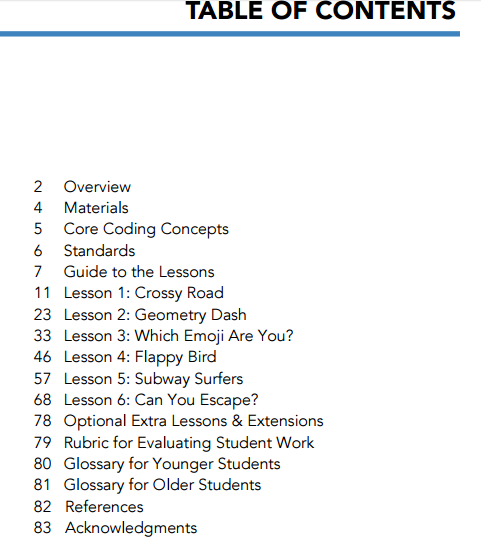 TABLE OF CONTENTS
2 Overview
4 Materials
5 Core Coding Concepts
6 Standards
7 Guide to the Lessons
11 Lesson 1: Crossy Road
23 Lesson 2: Geometry Dash
33 Lesson 3: Which Emoji Are You?
46 Lesson 4: Flappy Bird
57 Lesson 5: Subway Surfers
68 Lesson 6: Can You Escape?
78 Optional Extra Lessons & Extensions
79 Rubric for Evaluating Student Work
80 Glossary for Younger Students
81 Glossary for Older Students
82 References
83 Acknowledgments